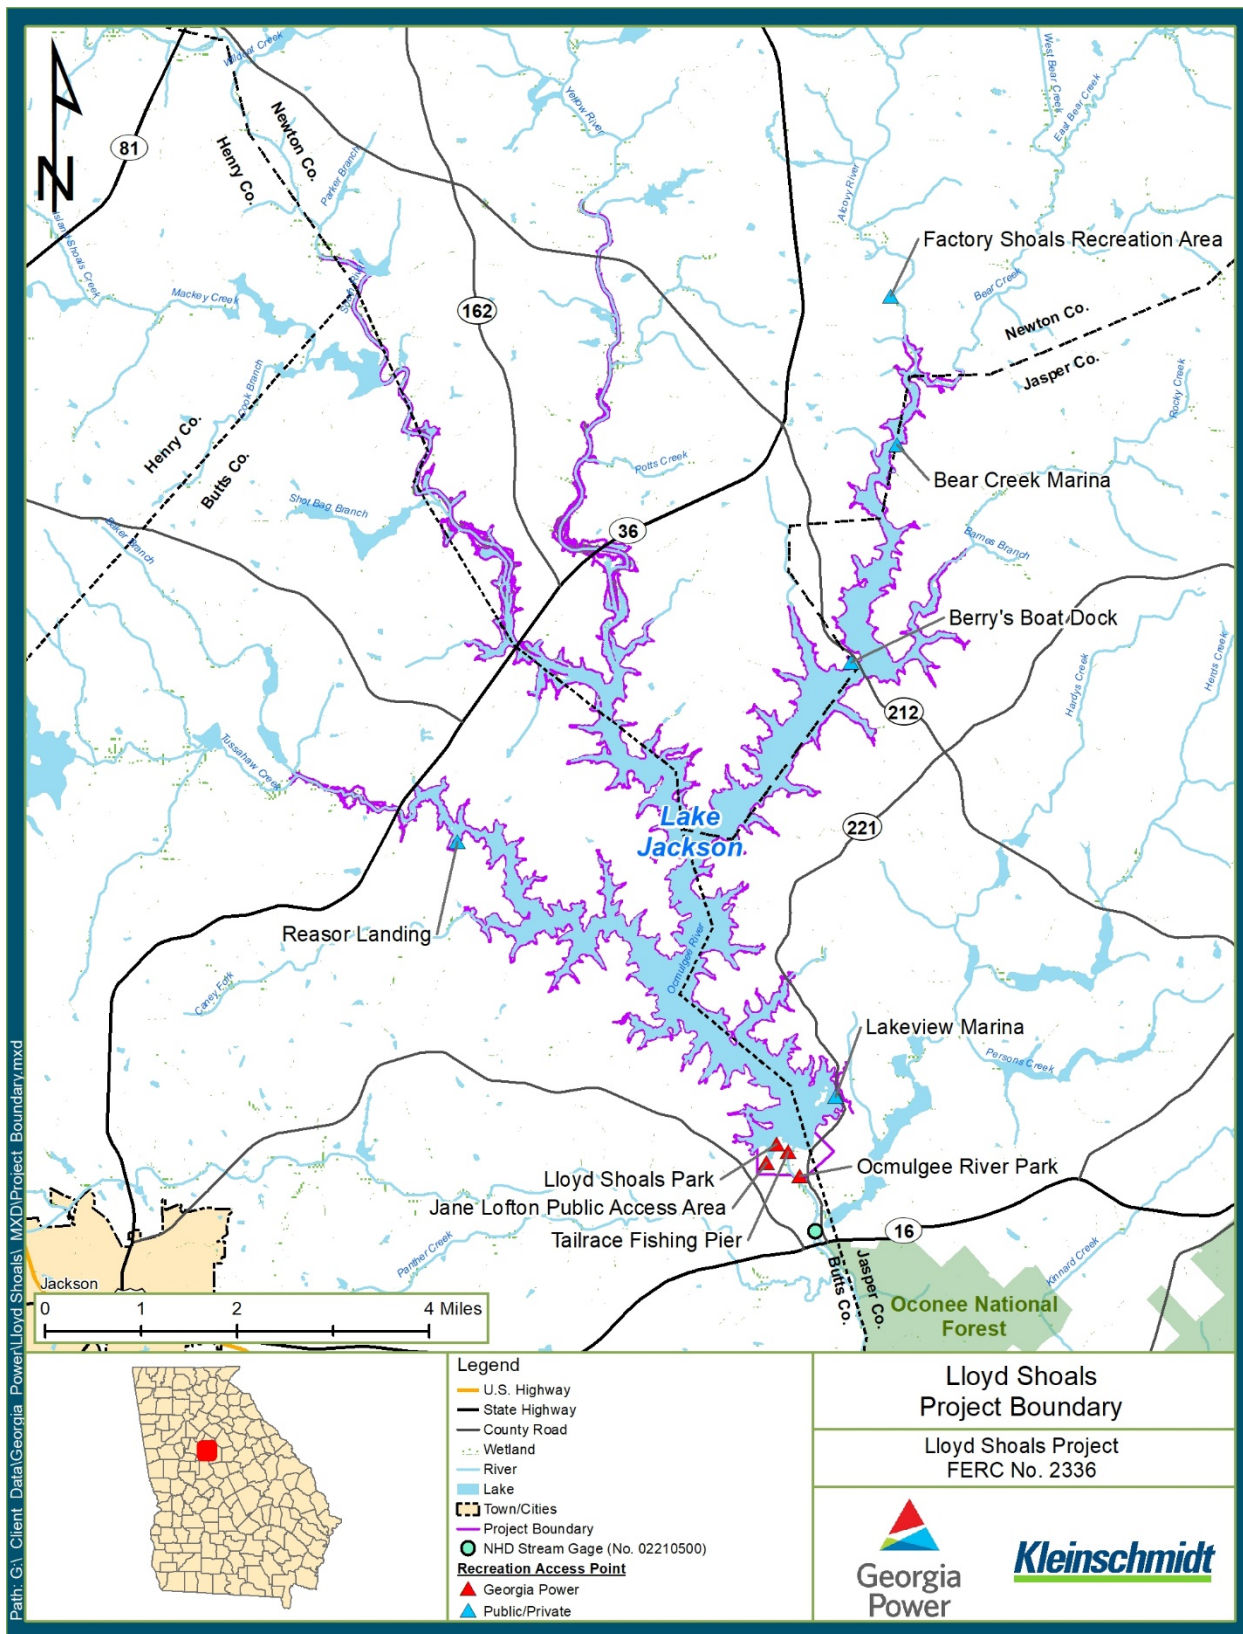 Wildcat Creek
Yellow River
West Bear Creek
East Bear Creek
N
81
Newton Co.
Henry Co.
Parker Branch
Alcovy River
Island Shoals Creek
Factory Shoals Recreation Area
Mackey Creek
162
Bear Creek
Newton Co.
Jasper Co.
Rocky Creek
Cook Branch
Henry Co.
Butts Co.
Potts Creek
Bear Creek Marina
Shot Bag Branch
36
Barnes Branch
Baker Branch
Berry's Boat Dock
Hardys Creek
Herds Creek
212
Tussahaw Creek
Lake
Jackson
221
Reasor Landing
Ocmulgee River
Caney Fork
Lakeview Marina
Persons Creek
Lloyd Shoals Park
Ocmulgee River Park
Jane Lofton Public Access Area
Tailrace Fishing Pier
16
Panther Creek
Kinnard Creek
Jasper Co.
Butts Co.
Oconee National
Forest
Jackson
0 1 2 4 Miles
Path: G:\ Client Data\Georgia Power\Lloyd Shoals\ MXD\Project Boundary.mxd
Legend
U.S. Highway
State Highway
County Road
Wetland
River
Lake
Town/Cities
Project Boundary
NHD Stream Gage (No. 02210500)
Recreation Access Point
Georgia Power
Public/Private
Lloyd Shoals
Project Boundary
Lloyd Shoals Project
FERC No. 2336
Georgia
Power
Kleinschmidt